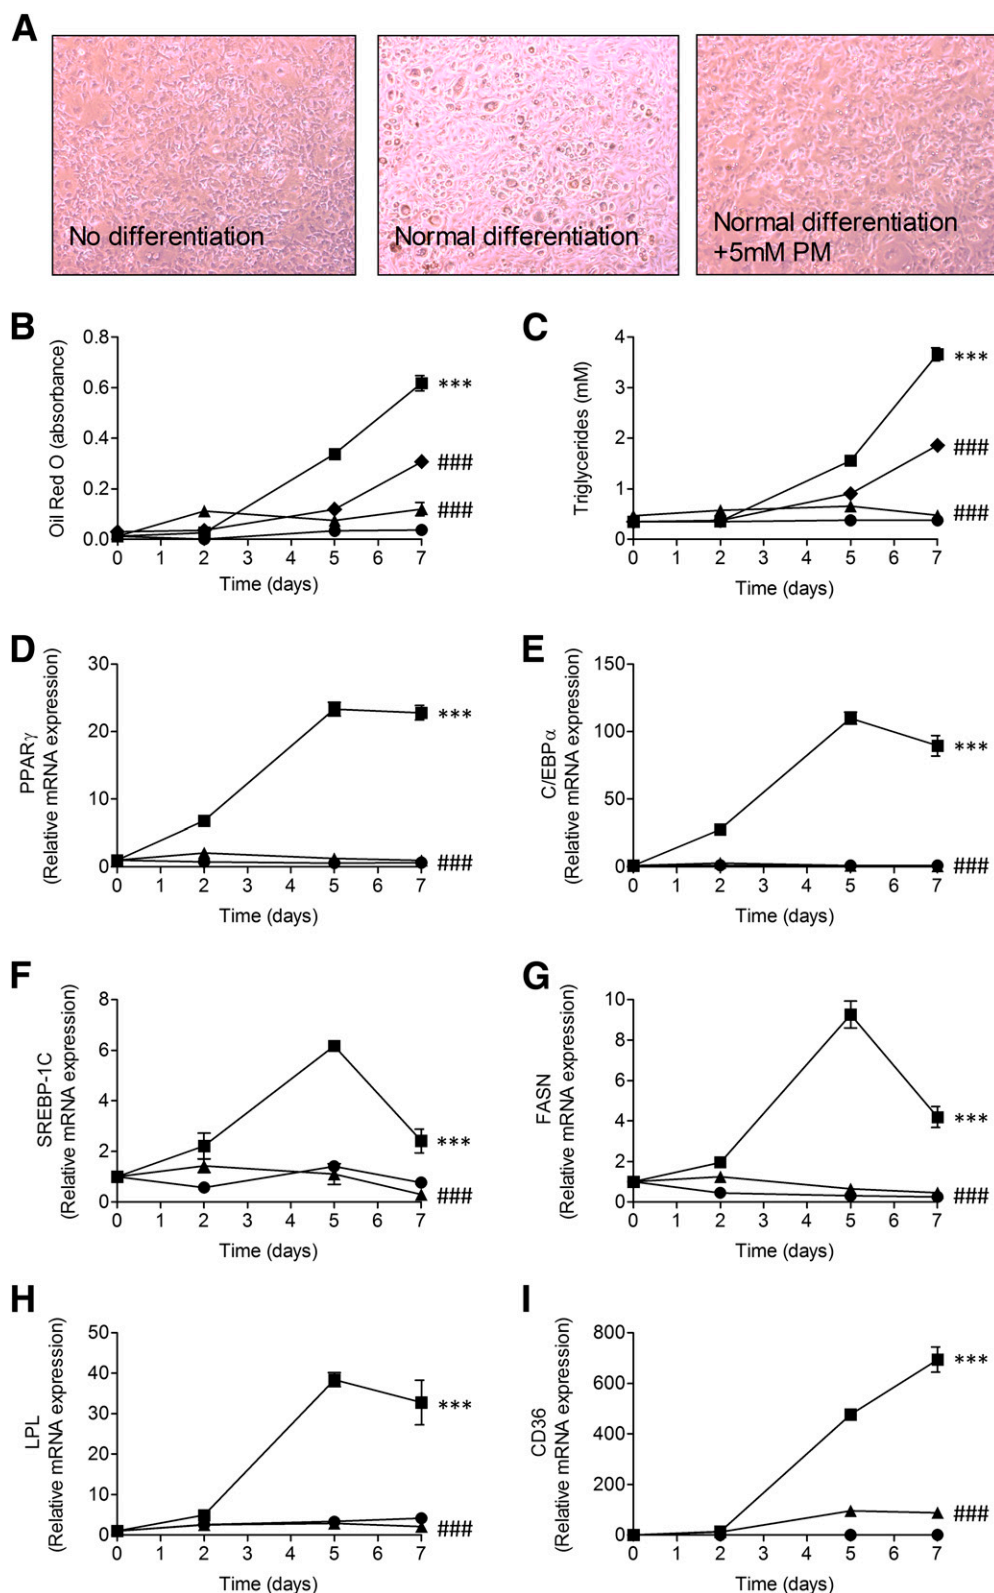 A
No differentiation
Normal differentiation
Normal differentiation
+5mM PM
B
Oil Red O (absorbance)
0.8
0.6
0.4
0.2
0.0
0 1 2 3 4 5 6 7
Time (days)
***
###
###
C
Triglycerides (mM)
4
3
2
1
0
0 1 2 3 4 5 6 7
Time (days)
***
###
###
D
PPARγ
(Relative mRNA expression)
30
20
10
0
0 1 2 3 4 5 6 7
Time (days)
***
###
E
C/EBPα
(Relative mRNA expression)
150
100
50
0
0 1 2 3 4 5 6 7
Time (days)
***
###
F
SREBP-1C
(Relative mRNA expression)
8
6
4
2
0
0 1 2 3 4 5 6 7
Time (days)
***
###
G
FASN
(Relative mRNA expression)
10
8
6
4
2
0
0 1 2 3 4 5 6 7
Time (days)
***
###
H
LPL
(Relative mRNA expression)
50
40
30
20
10
0
0 1 2 3 4 5 6 7
Time (days)
***
###
I
CD36
(Relative mRNA expression)
800
600
400
200
0
0 1 2 3 4 5 6 7
Time (days)
***
###